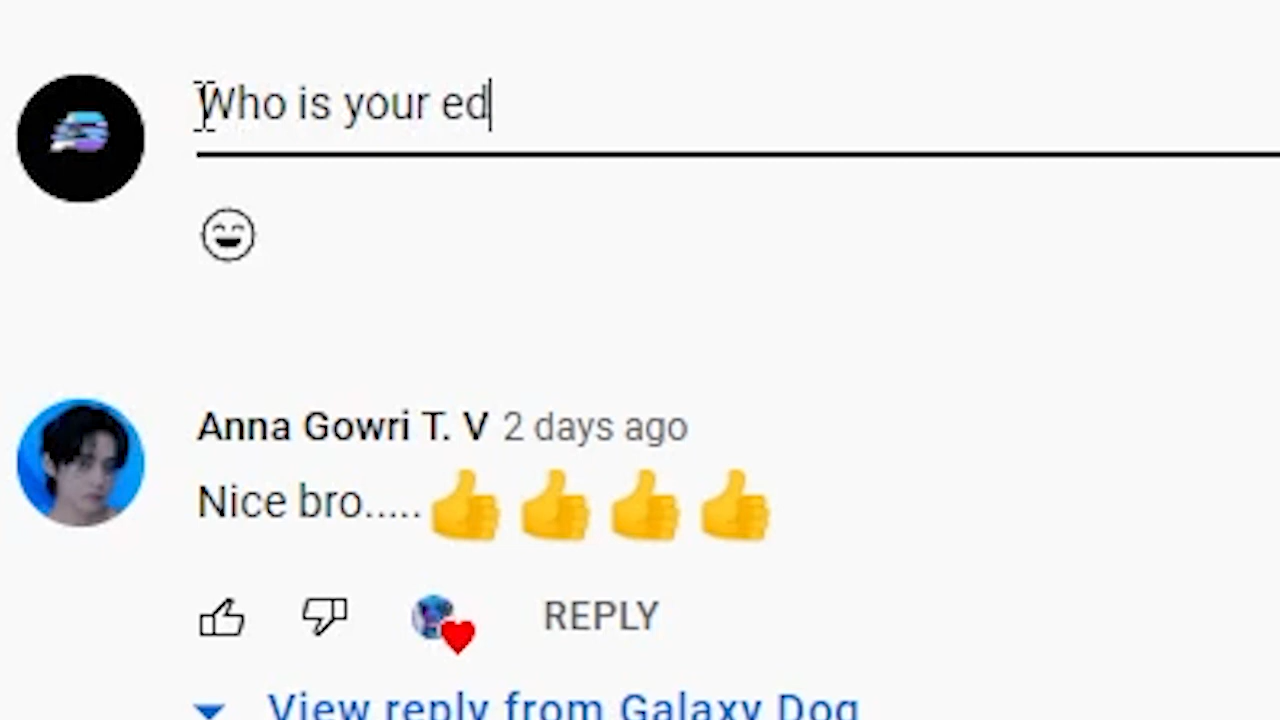 Who is your ed
Anna Gowri T. V 2 days ago
Nice bro.....👍👍👍👍
REPLY
View reply from Galaxy Dog